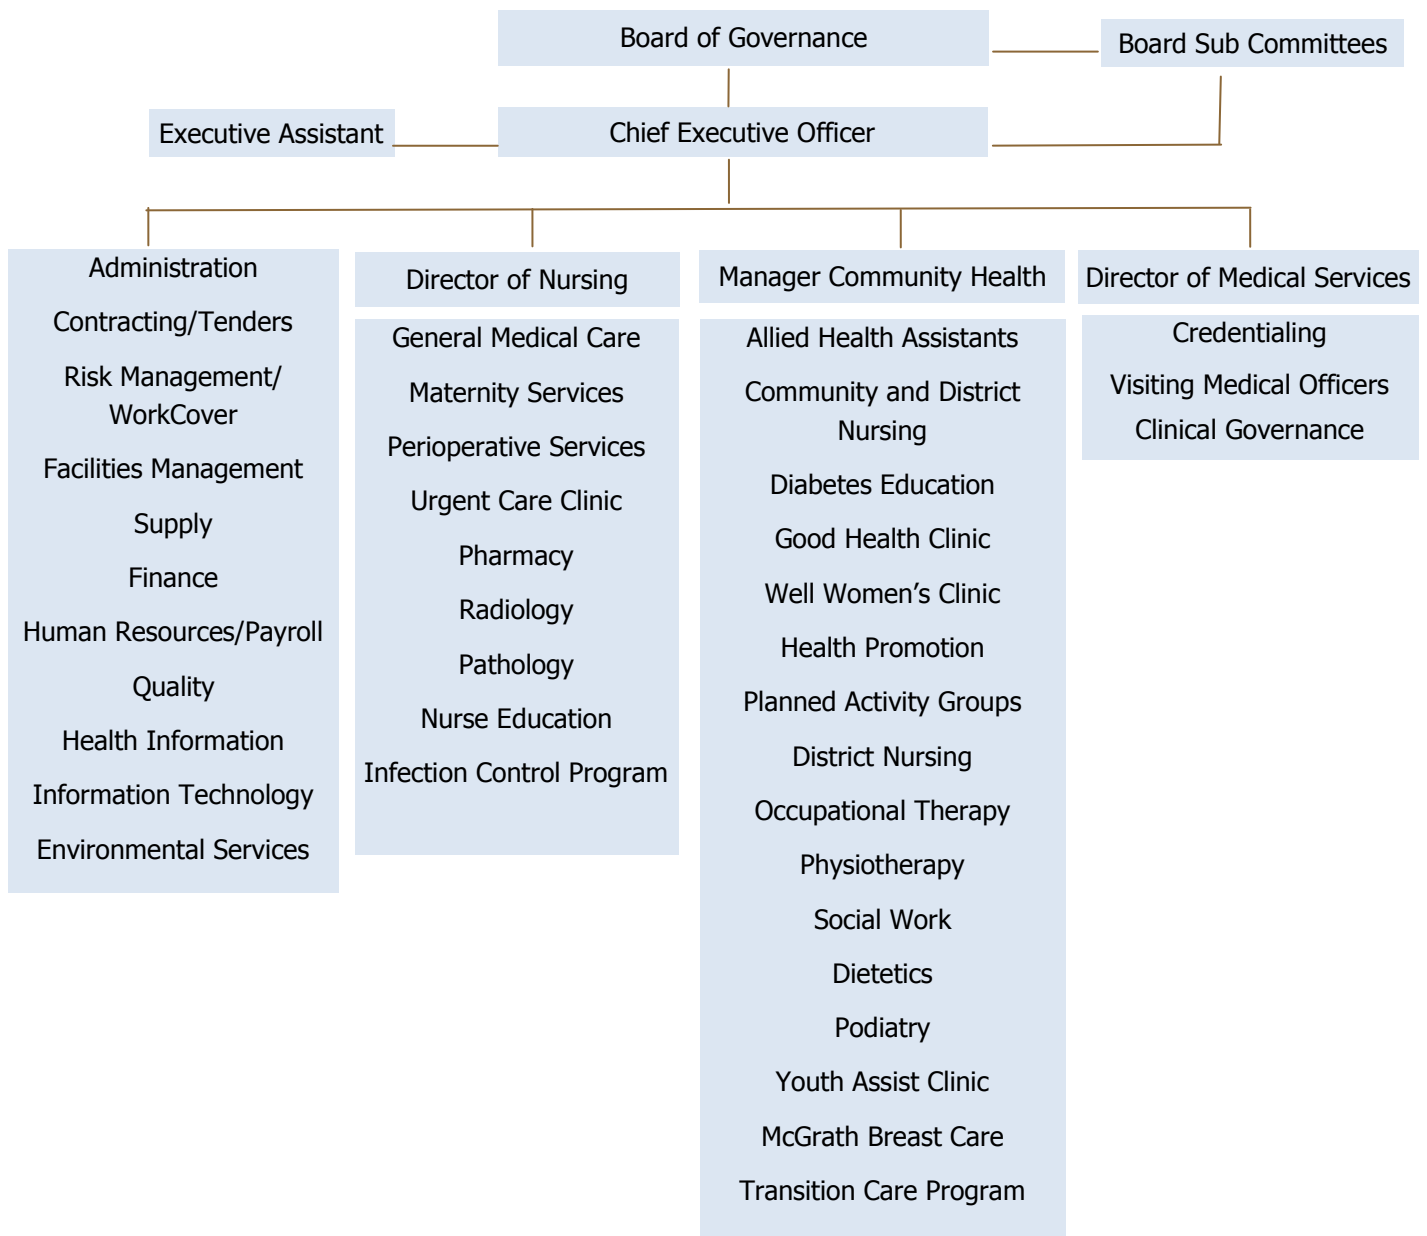 Board of Governance
Board Sub Committees
Executive Assistant
Chief Executive Officer
Administration
Contracting/Tenders
Risk Management/
WorkCover
Facilities Management
Supply
Finance
Human Resources/Payroll
Quality
Health Information
Information Technology
Environmental Services
Director of Nursing
General Medical Care
Maternity Services
Perioperative Services
Urgent Care Clinic
Pharmacy
Radiology
Pathology
Nurse Education
Infection Control Program
Manager Community Health
Allied Health Assistants
Community and District
Nursing
Diabetes Education
Good Health Clinic
Well Women’s Clinic
Health Promotion
Planned Activity Groups
District Nursing
Occupational Therapy
Physiotherapy
Social Work
Dietetics
Podiatry
Youth Assist Clinic
McGrath Breast Care
Transition Care Program
Director of Medical Services
Credentialing
Visiting Medical Officers
Clinical Governance